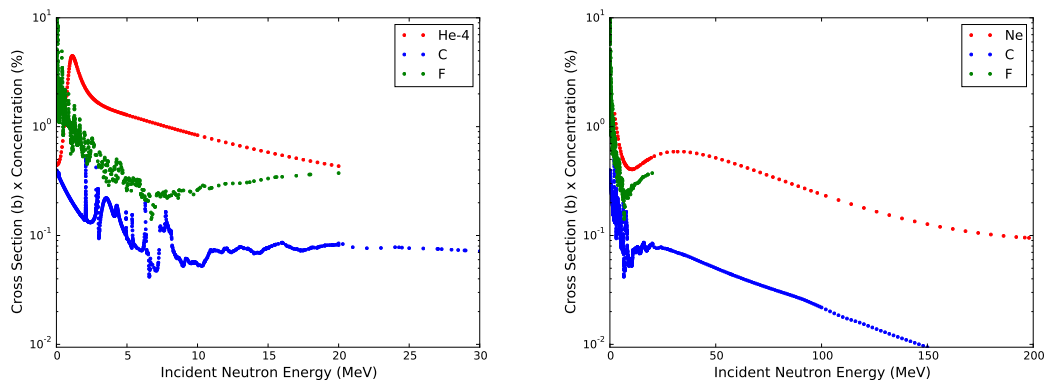 10^1
10^0
10^-1
10^-2
Cross Section (b) x Concentration (%)
He-4
C
F
0 5 10 15 20 25 30
Incident Neutron Energy (MeV)
10^1
10^0
10^-1
10^-2
Cross Section (b) x Concentration (%)
Ne
C
F
0 50 100 150 200
Incident Neutron Energy (MeV)